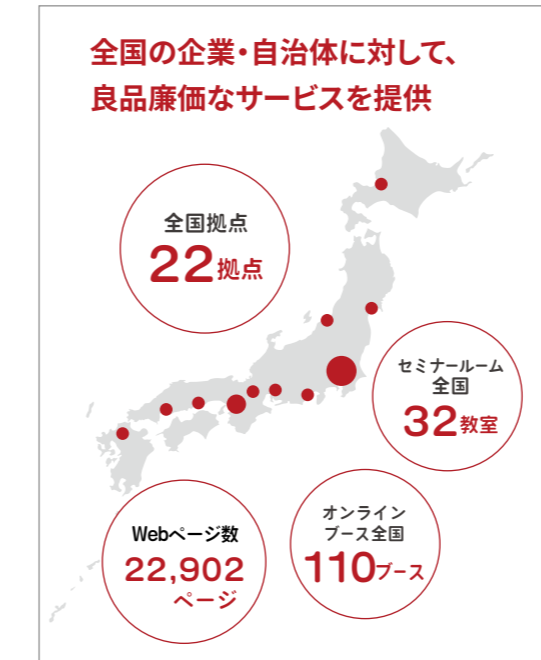 全国の企業・自治体に対して、
良品廉価なサービスを提供
全国拠点
22拠点
セミナールーム
全国
32教室
Webページ数
22,902
ページ
オンライン
ブース全国
110ブース